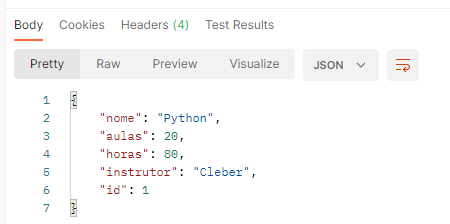 Body Cookies Headers (4) Test Results
Pretty Raw Preview Visualize JSON
1 {
2 "nome": "Python",
3 "aulas": 20,
4 "horas": 80,
5 "instrutor": "Cleber",
6 "id": 1
7 }